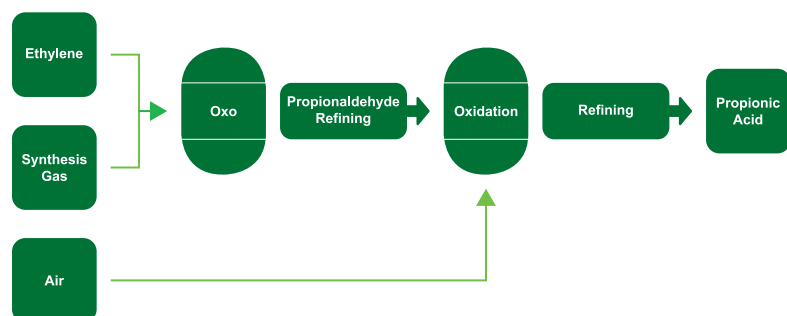 Ethylene
Synthesis
Gas
Air
Oxo
Propionaldehyde
Refining
Oxidation
Refining
Propionic
Acid